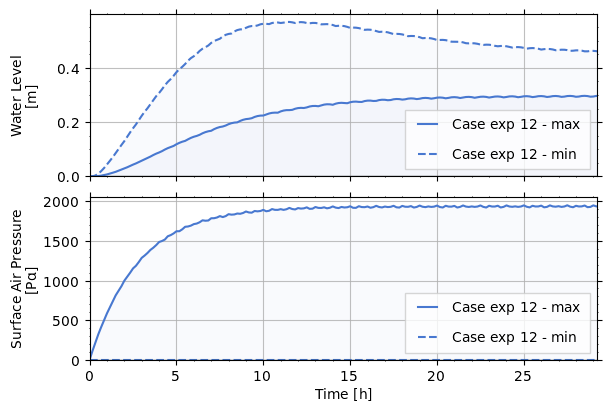 Water Level
[m]
0.4
0.2
0.0
Case exp 12 - max
Case exp 12 - min
Surface Air Pressure
[Pa]
2000
1500
1000
500
0
Case exp 12 - max
Case exp 12 - min
0 5 10 15 20 25
Time [h]